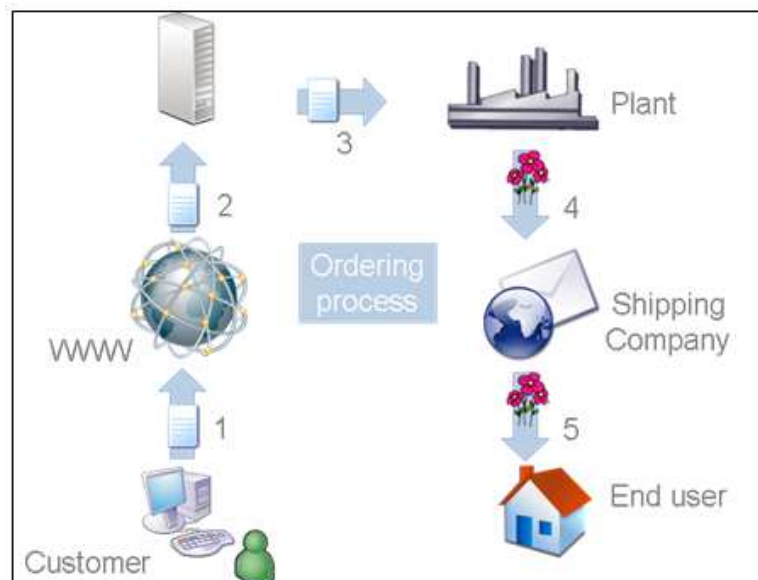 3
Plant
2
4
Ordering
process
WWW
Shipping
Company
1
5
End user
Customer